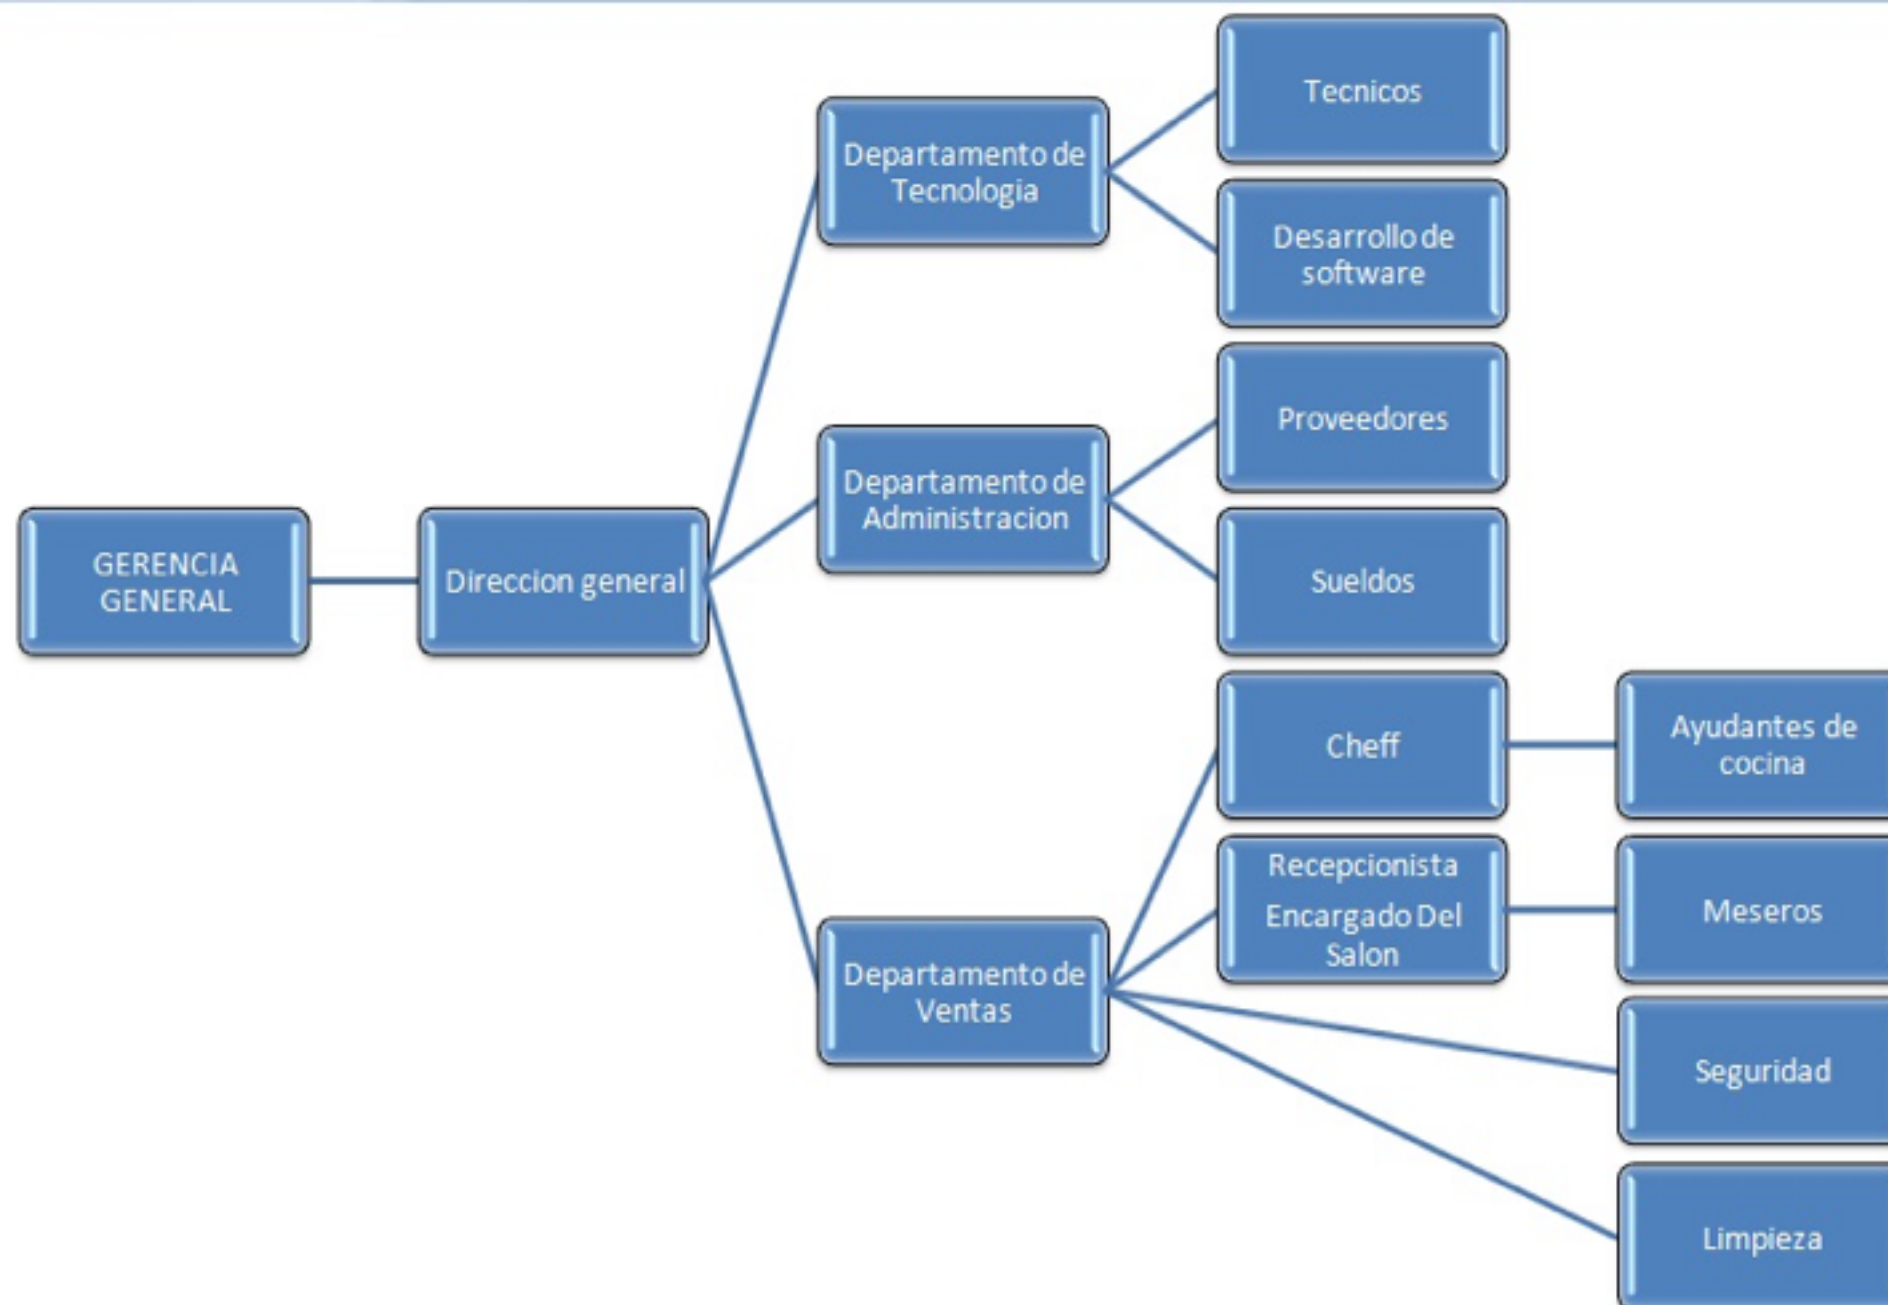 Tecnicos
Departamento de
Tecnologia
Desarrollo de
software
Proveedores
Departamento de
Administracion
GERENCIA
GENERAL
Direccion general
Sueldos
Cheff
Ayudantes de
cocina
Recepcionista
Encargado Del
Salon
Meseros
Departamento de
Ventas
Seguridad
Limpieza